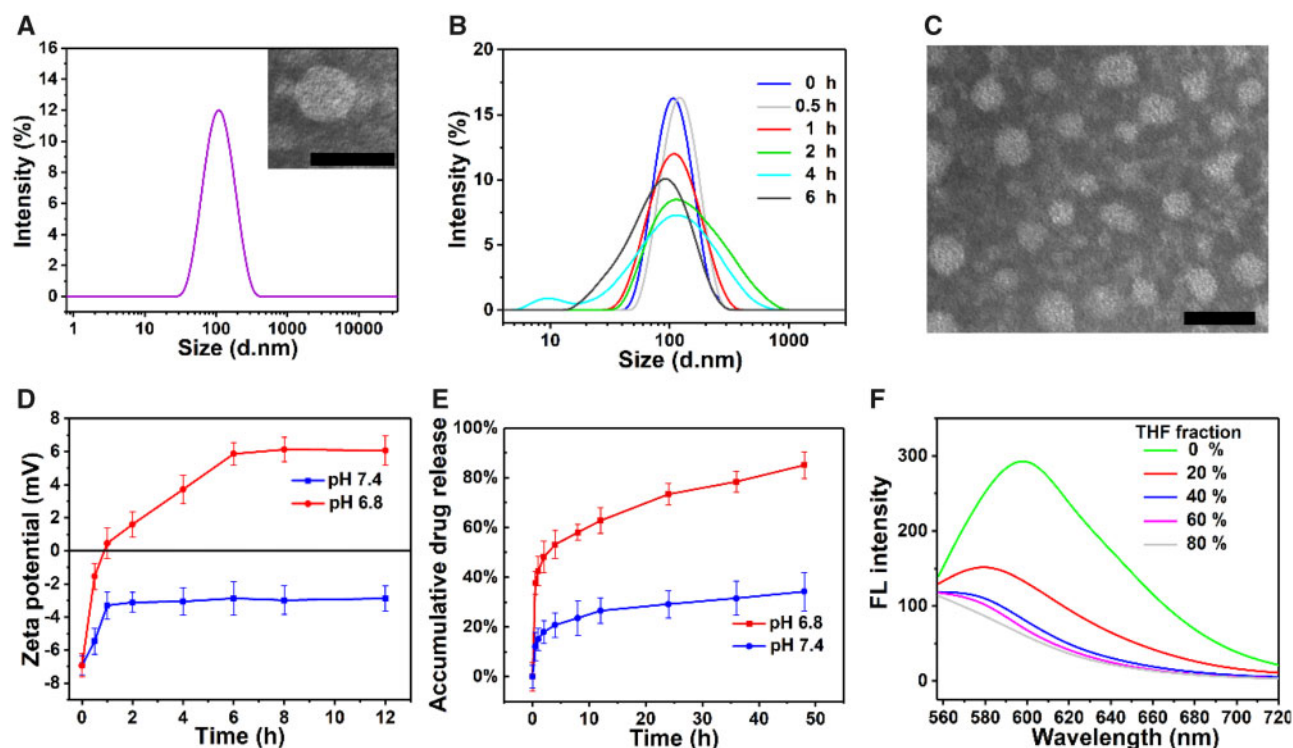 A
16
14
12
10
8
6
4
2
0
Intensity (%)
1 10 100 1000 10000
Size (d.nm)
B
20
15
10
5
0
Intensity (%)
0 h
0.5 h
1 h
2 h
4 h
6 h
10 100 1000
Size (d.nm)
C
D
8
6
4
2
0
-2
-4
-6
-8
Zeta potential (mV)
pH 7.4
pH 6.8
0 2 4 6 8 10 12
Time (h)
E
100%
80%
60%
40%
20%
0%
Accumulative drug release
pH 6.8
pH 7.4
0 10 20 30 40 50
Time (h)
F
300
200
100
0
FL intensity
THF fraction
0 %
20 %
40 %
60 %
80 %
560 580 600 620 640 660 680 700 720
Wavelength (nm)